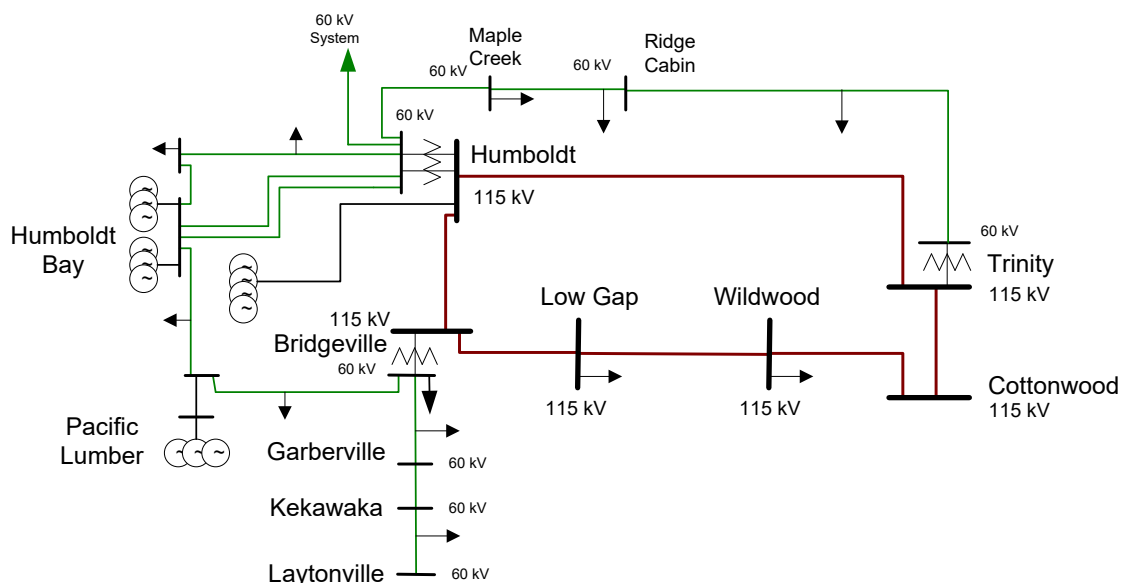 60 kV
System
Maple
Creek
60 kV
Ridge
Cabin
60 kV
60 kV
Humboldt
115 kV
Humboldt
Bay
60 kV
Trinity
115 kV
Low Gap
115 kV
Wildwood
115 kV
115 kV
Bridgeville
60 kV
Cottonwood
115 kV
Pacific
Lumber
Garberville
60 kV
Kekawaka
60 kV
Laytonville
60 kV
~
~
~
~
~
~
~
~
~
~
~
~
~